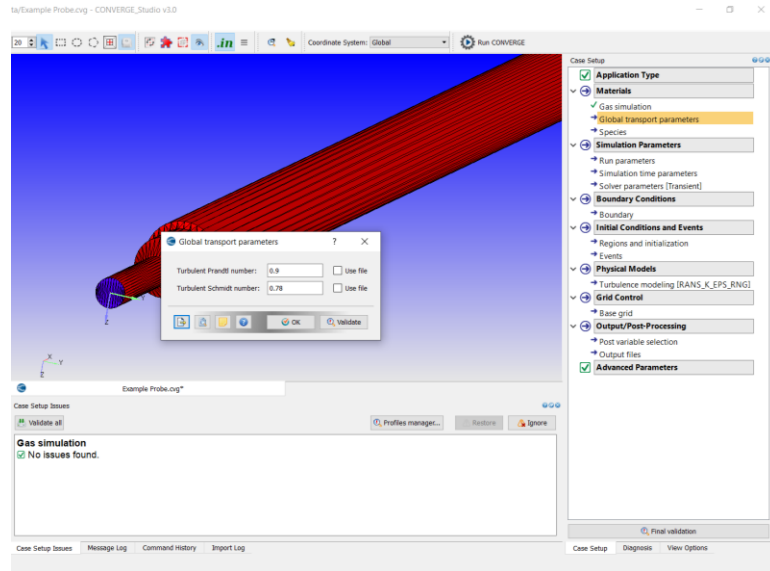 ta/Example Probe.cvg - CONVERGE_Studio v3.0
20 .in Coordinate System: Global Run CONVERGE
Case Setup
Application Type
Materials
Gas simulation
Global transport parameters
Species
Simulation Parameters
Run parameters
Simulation time parameters
Solver parameters [Transient]
Boundary Conditions
Boundary
Initial Conditions and Events
Regions and initialization
Events
Physical Models
Turbulence modeling [RANS_K_EPS_RNG]
Grid Control
Base grid
Output/Post-Processing
Post variable selection
Output files
Advanced Parameters
Final validation
Case Setup Diagnosis View Options
Global transport parameters ? X
Turbulent Prandtl number: 0.9 Use file
Turbulent Schmidt number: 0.78 Use file
OK Validate
Y
Z
X
Y
Z
Example Probe.cvg*
Case Setup Issues
Validate all Profiles manager... Restore Ignore
Gas simulation
No issues found.
Case Setup Issues Message Log Command History Import Log